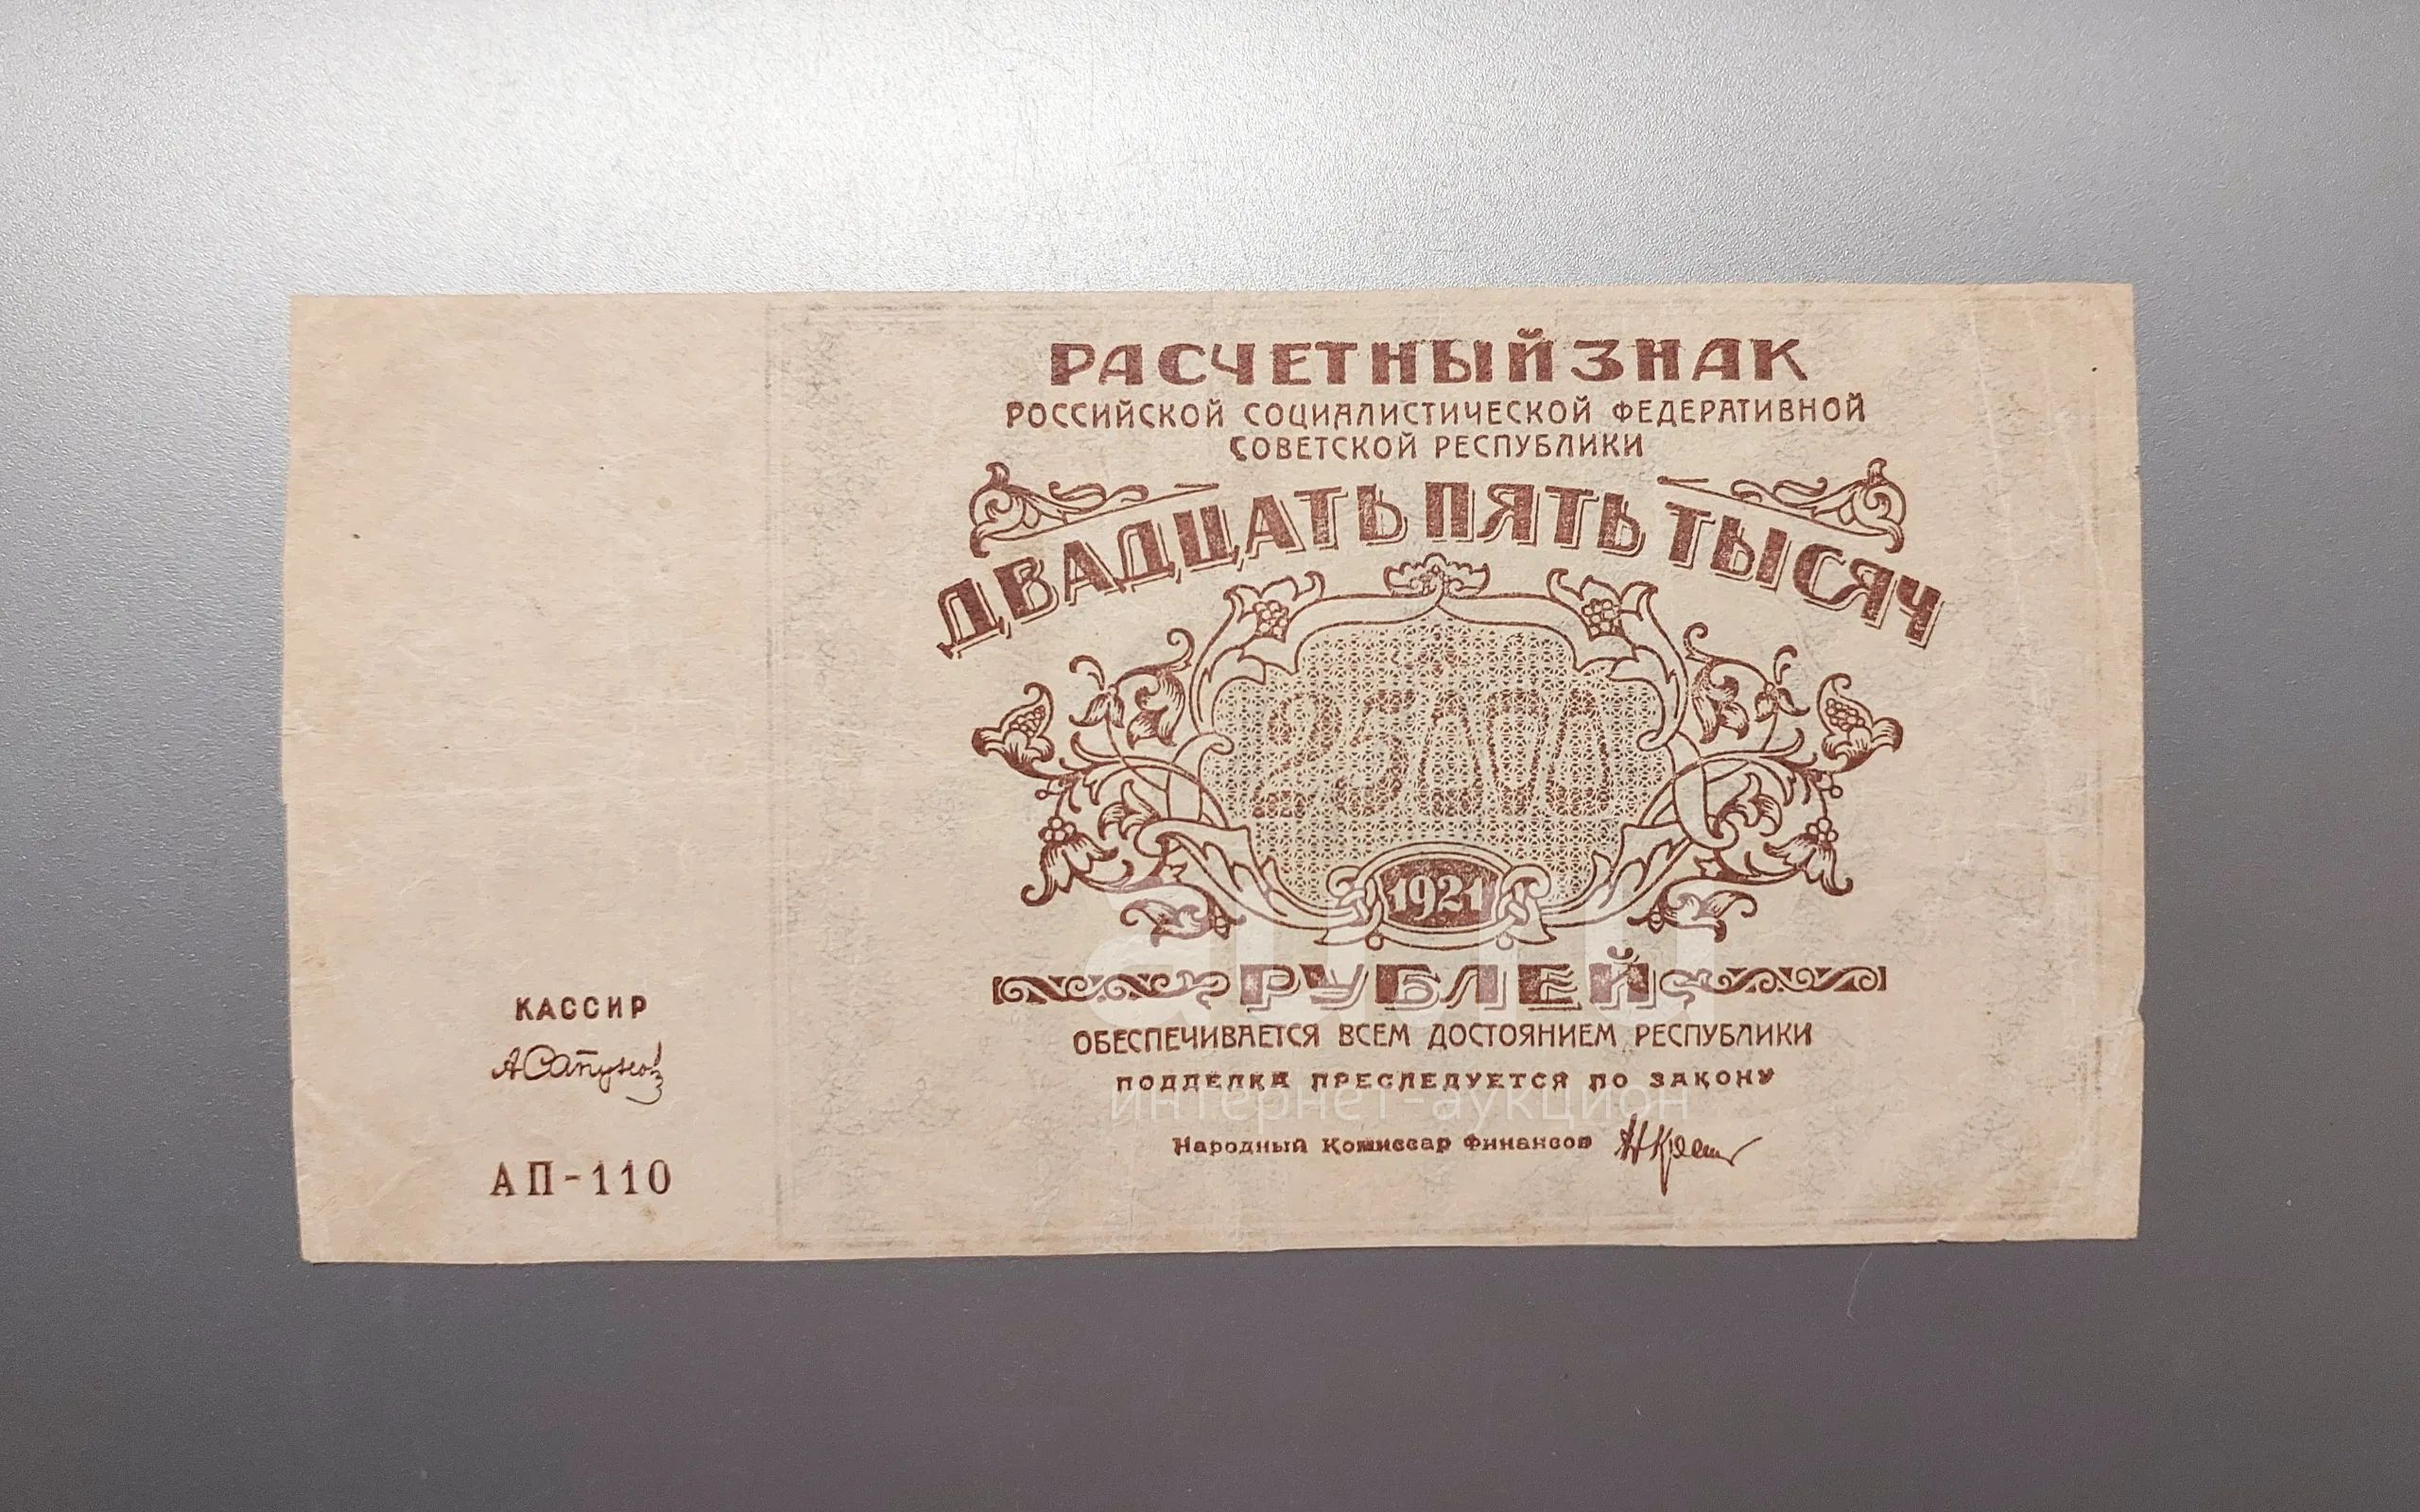 РАСЧЕТНЫЙ ЗНАК
РОССИЙСКОЙ СОЦИАЛИСТИЧЕСКОЙ ФЕДЕРАТИВНОЙ
СОВЕТСКОЙ РЕСПУБЛИКИ
ДВАДЦАТЬ ПЯТЬ ТЫСЯЧ
25000
1921
РУБЛЕЙ
ОБЕСПЕЧИВАЕТСЯ ВСЕМ ДОСТОЯНИЕМ РЕСПУБЛИКИ
ПОДДЕЛКА ПРЕСЛЕДУЕТСЯ ПО ЗАКОНУ
интернет-аукцион
Народный Комиссар Финансов
КАССИР
АП-110